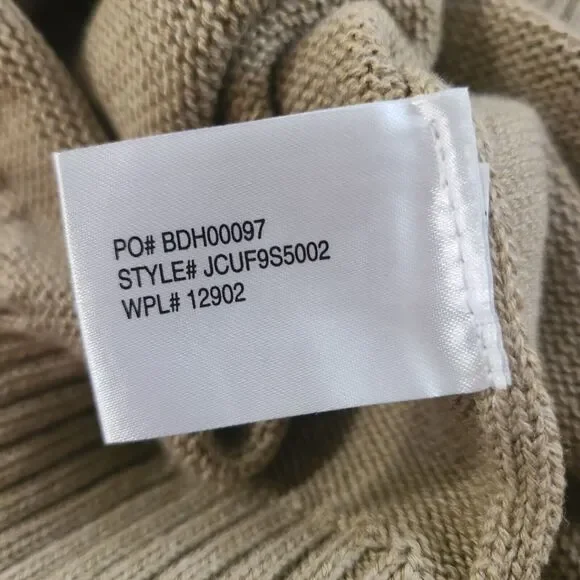 PO# BDH00097
STYLE# JCUF9S5002
WPL# 12902